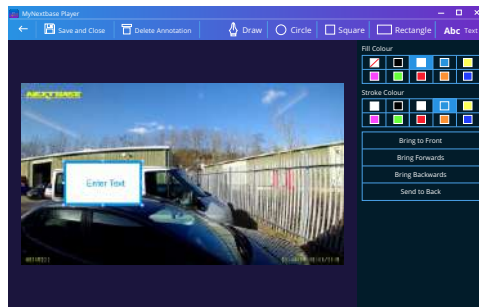 MyNextbase Player
Save and Close
Delete Annotation
Draw
Circle
Square
Rectangle
Abc Text
Fill Colour
Stroke Colour
NEXTBASE
Enter Text
Bring to Front
Bring Forwards
Bring Backwards
Send to Back